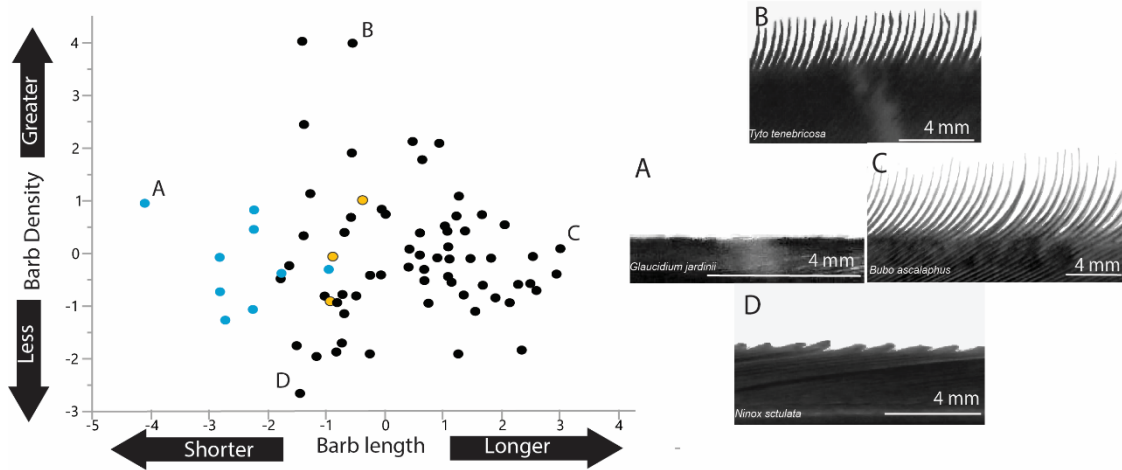 B
4 mm
Tyto tenebricosa
A
4 mm
Glaucidium jardinii
C
4 mm
Bubo ascalaphus
D
4 mm
Ninox sctulata
Greater
Barb Density
Less
4
3
2
1
0
-1
-2
-3
B
A
C
D
-5
-4
-3
-2
-1
0
1
2
3
4
Shorter
Barb length
Longer